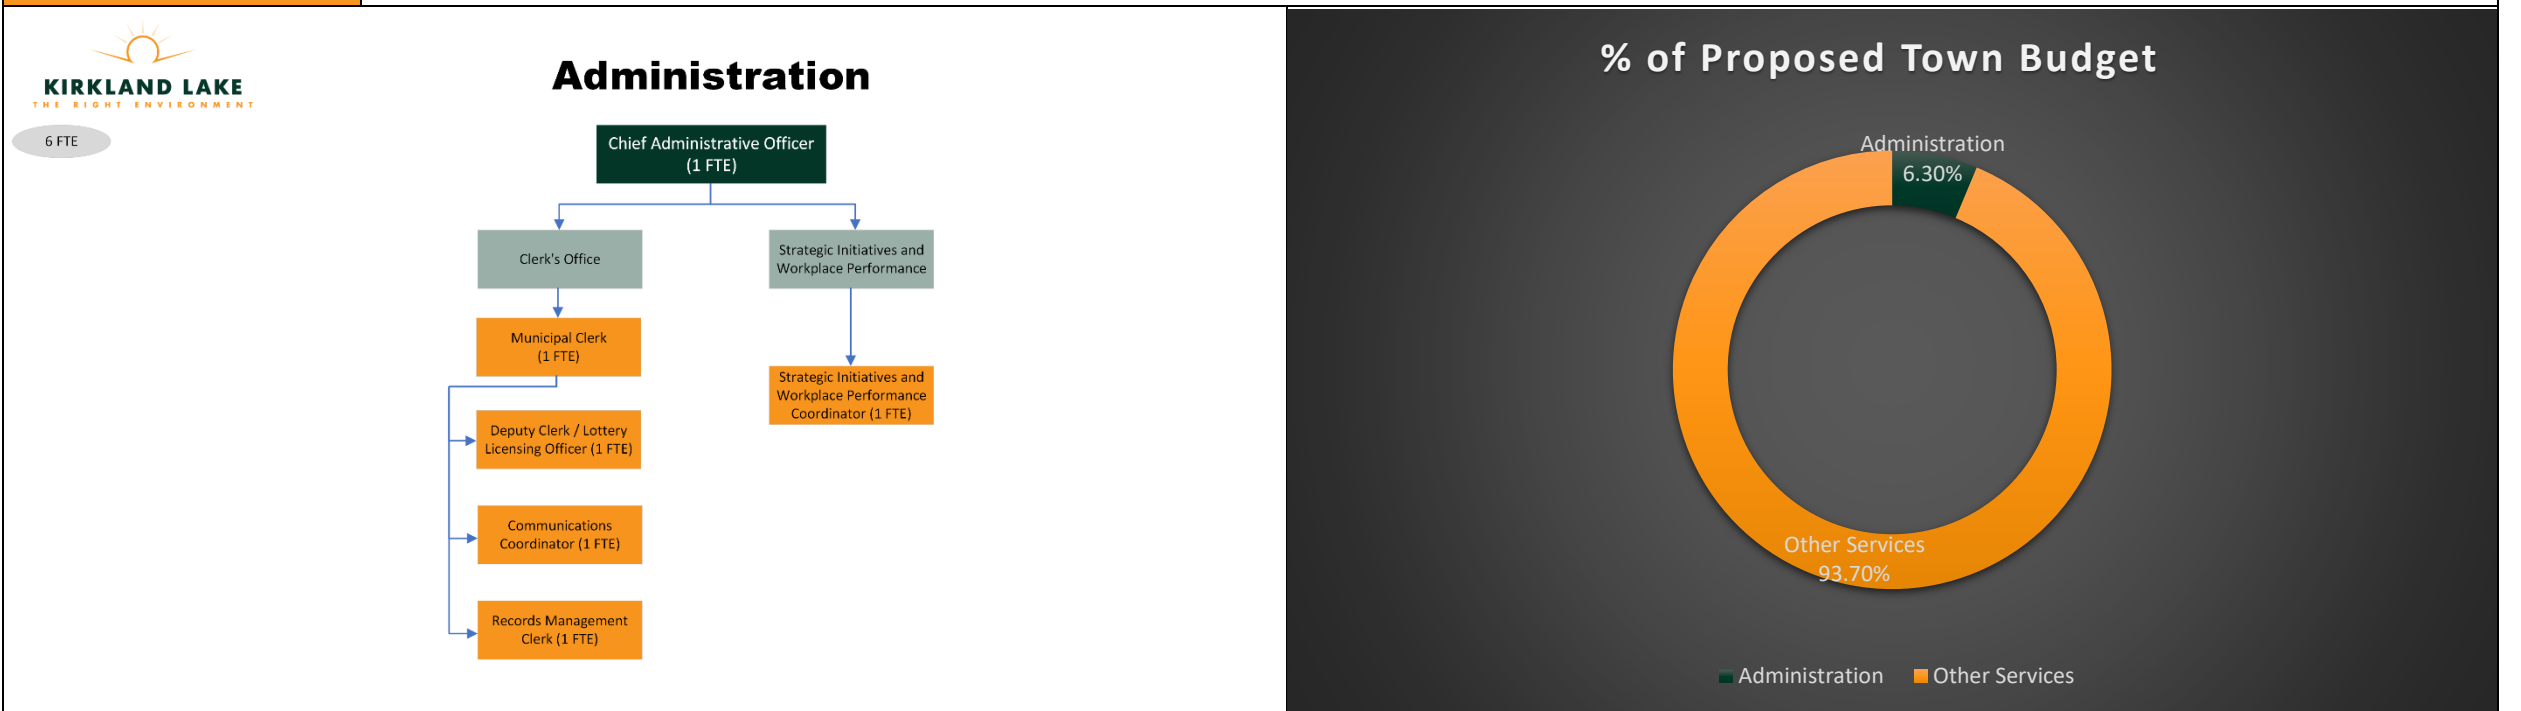 KIRKLAND LAKE
THE RIGHT ENVIRONMENT
6 FTE
Administration
Chief Administrative Officer
(1 FTE)
Clerk's Office
Strategic Initiatives and
Workplace Performance
Municipal Clerk
(1 FTE)
Strategic Initiatives and
Workplace Performance
Coordinator (1 FTE)
Deputy Clerk / Lottery
Licensing Officer (1 FTE)
Communications
Coordinator (1 FTE)
Records Management
Clerk (1 FTE)
% of Proposed Town Budget
Administration
6.30%
Other Services
93.70%
Administration
Other Services